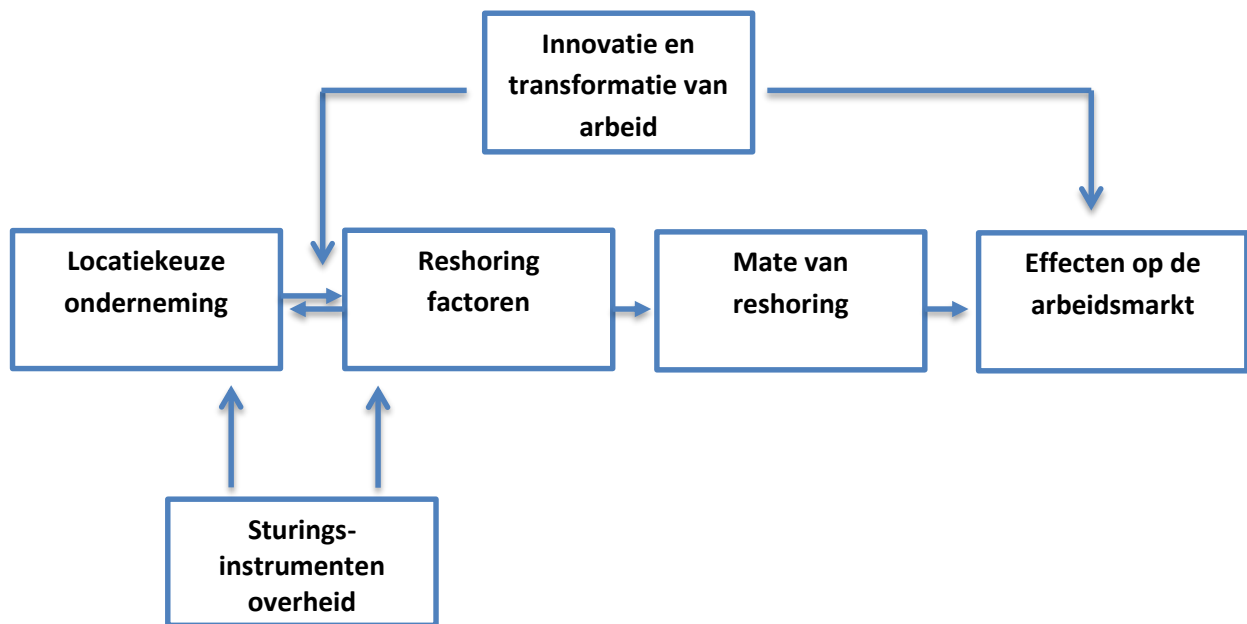 Innovatie en
transformatie van
arbeid
Locatiekeuze
onderneming
Reshoring
factoren
Mate van
reshoring
Effecten op de
arbeidsmarkt
Sturings-
instrumenten
overheid